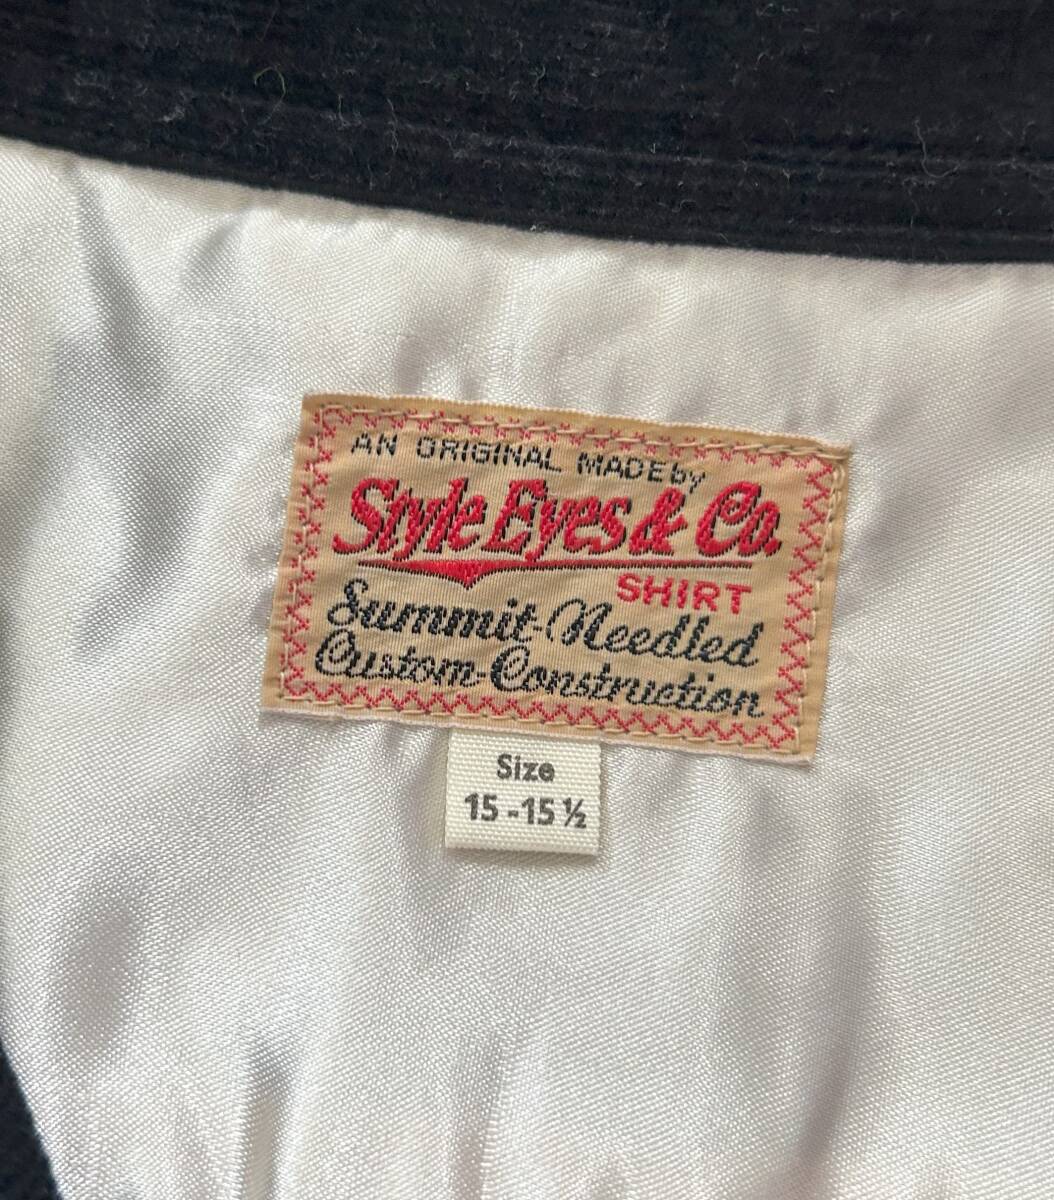 AN ORIGINAL MADE by
Style Eyes & Co.
SHIRT
Summit-Needled
Custom-Construction
Size
15 - 15 ½